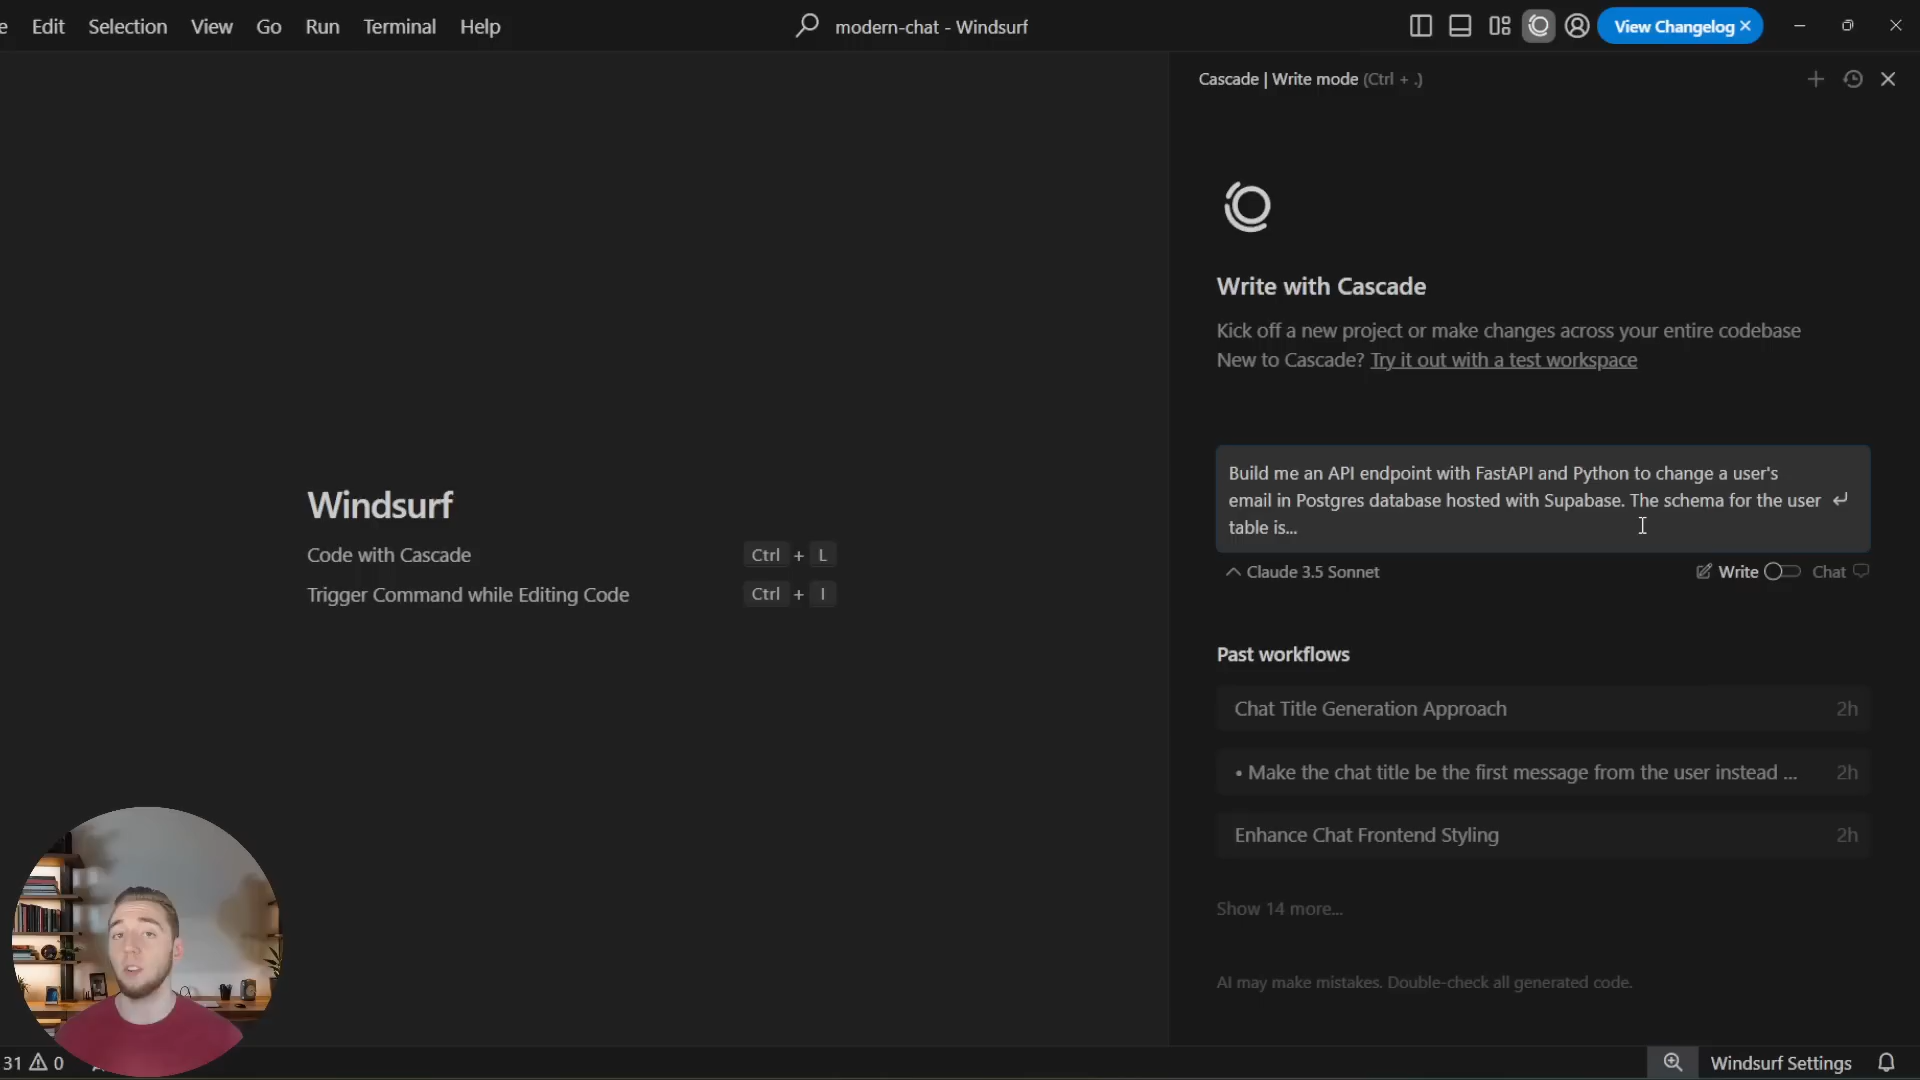 Edit Selection View Go Run Terminal Help
modern-chat - Windsurf
View Changelog
Cascade | Write mode (Ctrl + .)
Write with Cascade
Kick off a new project or make changes across your entire codebase
New to Cascade? Try it out with a test workspace
Build me an API endpoint with FastAPI and Python to change a user's
email in Postgres database hosted with Supabase. The schema for the user
table is...
Claude 3.5 Sonnet
Write Chat
Windsurf
Code with Cascade Ctrl + L
Trigger Command while Editing Code Ctrl + I
Past workflows
Chat Title Generation Approach 2h
• Make the chat title be the first message from the user instead ... 2h
Enhance Chat Frontend Styling 2h
Show 14 more...
AI may make mistakes. Double-check all generated code.
31 0
Windsurf Settings